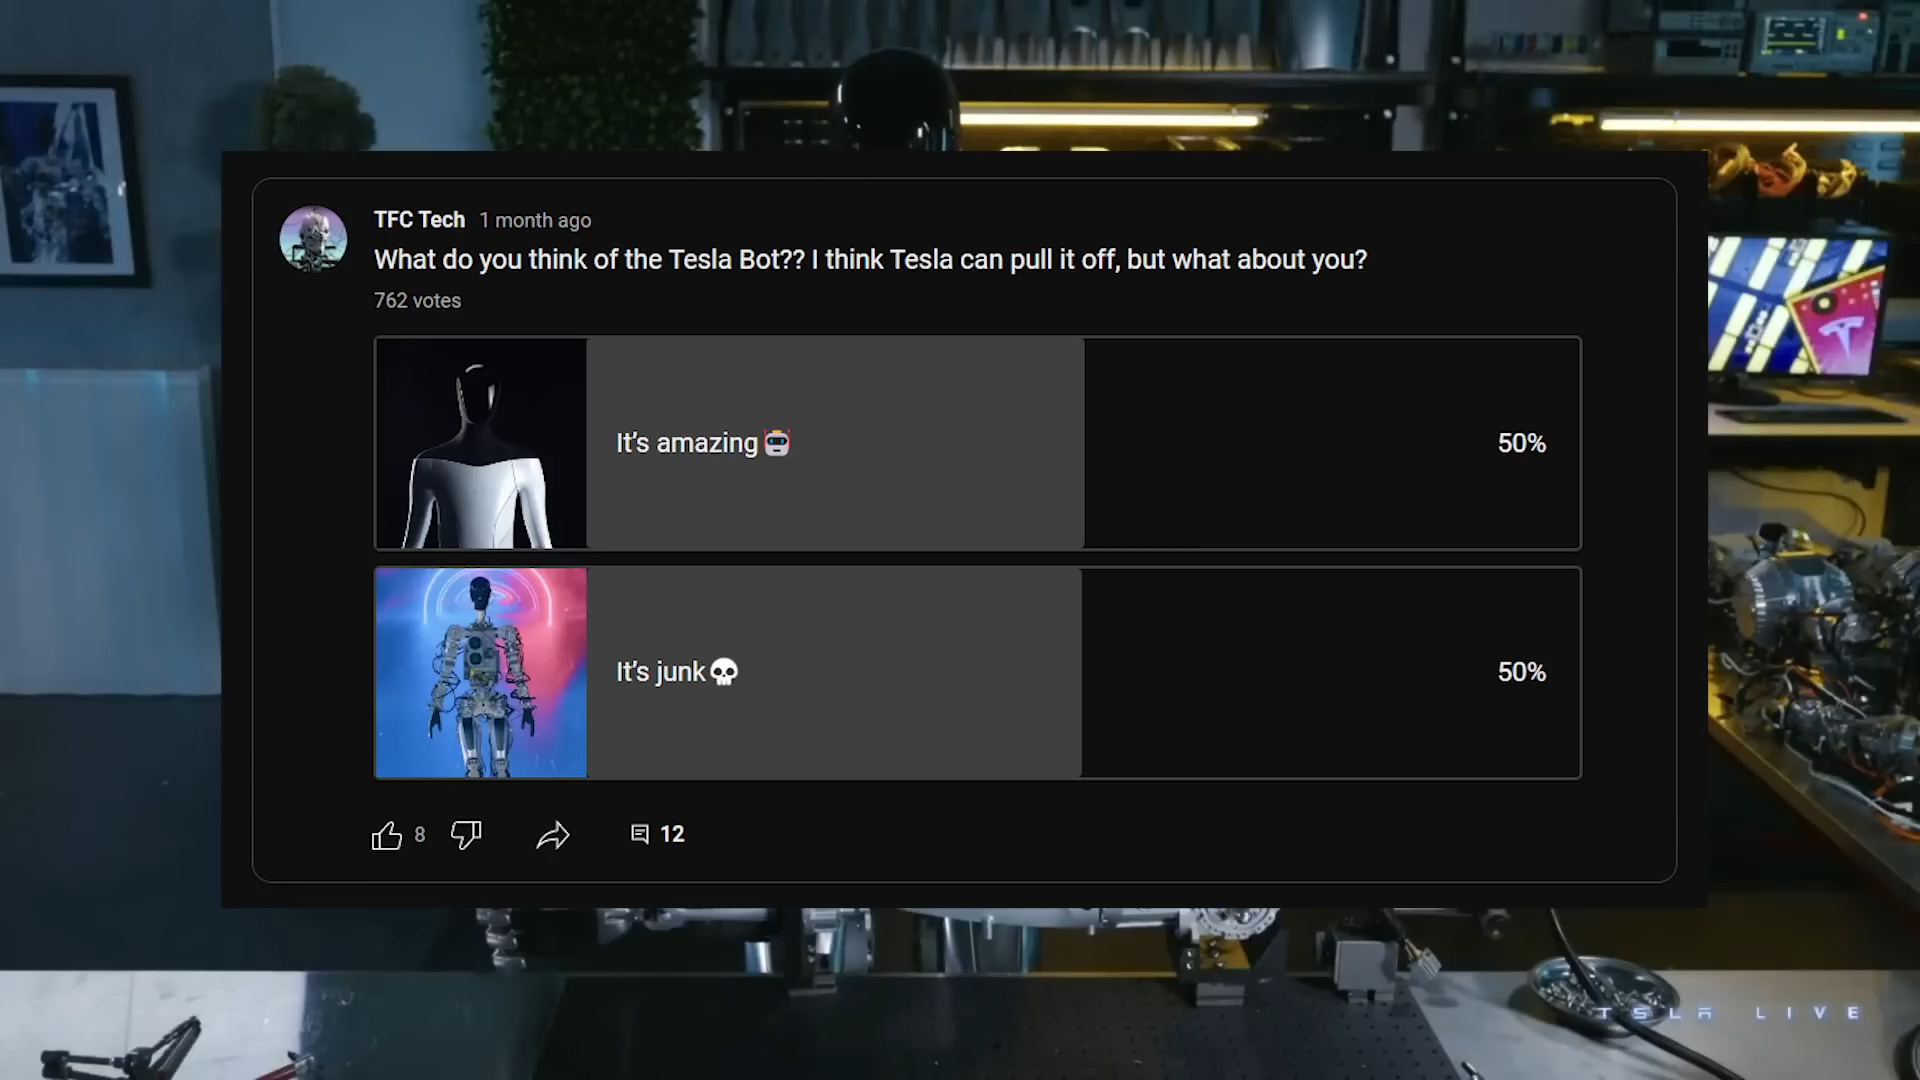 TFC Tech 1 month ago
What do you think of the Tesla Bot?? I think Tesla can pull it off, but what about you?
762 votes
It's amazing🤖 50%
It's junk💀 50%
8 12
T S L A  L I V E